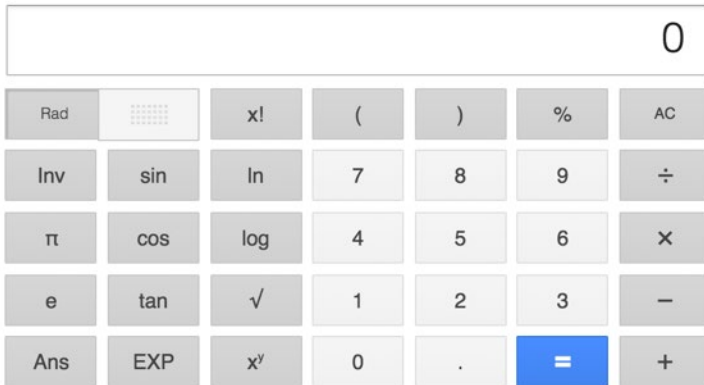 0
Rad x! ( ) % AC
Inv sin ln 7 8 9 ÷
π cos log 4 5 6 ×
e tan √ 1 2 3 −
Ans EXP xʸ 0 . = +